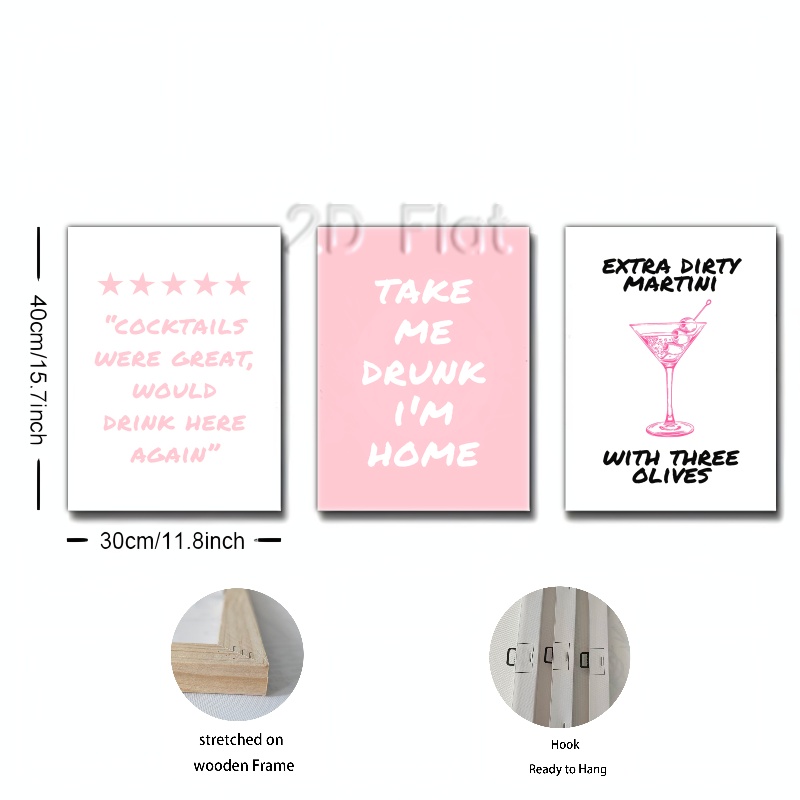 2D Flat
40cm/15.7inch
★★★★★
"COCKTAILS
WERE GREAT,
WOULD
DRINK HERE
AGAIN"
TAKE
ME
DRUNK
I'M
HOME
EXTRA DIRTY
MARTINI
WITH THREE
OLIVES
30cm/11.8inch
stretched on
wooden Frame
Hook
Ready to Hang